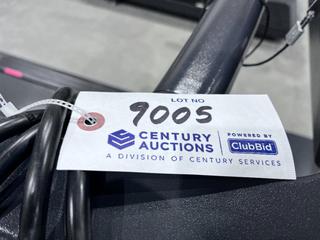 LOT NO
9005
CENTURY AUCTIONS
POWERED BY
ClubBid
A DIVISION OF CENTURY SERVICES